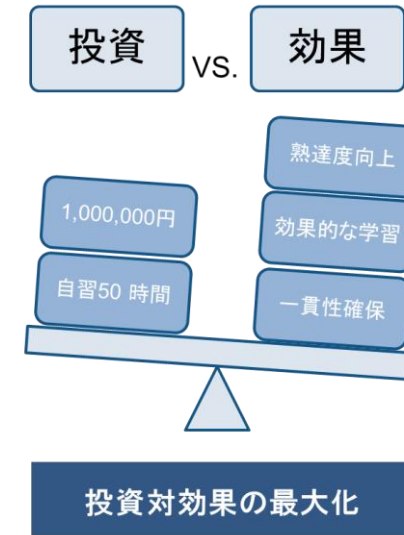 投資 VS. 効果
熟達度向上
1,000,000円
効果的な学習
自習50 時間
一貫性確保
投資対効果の最大化